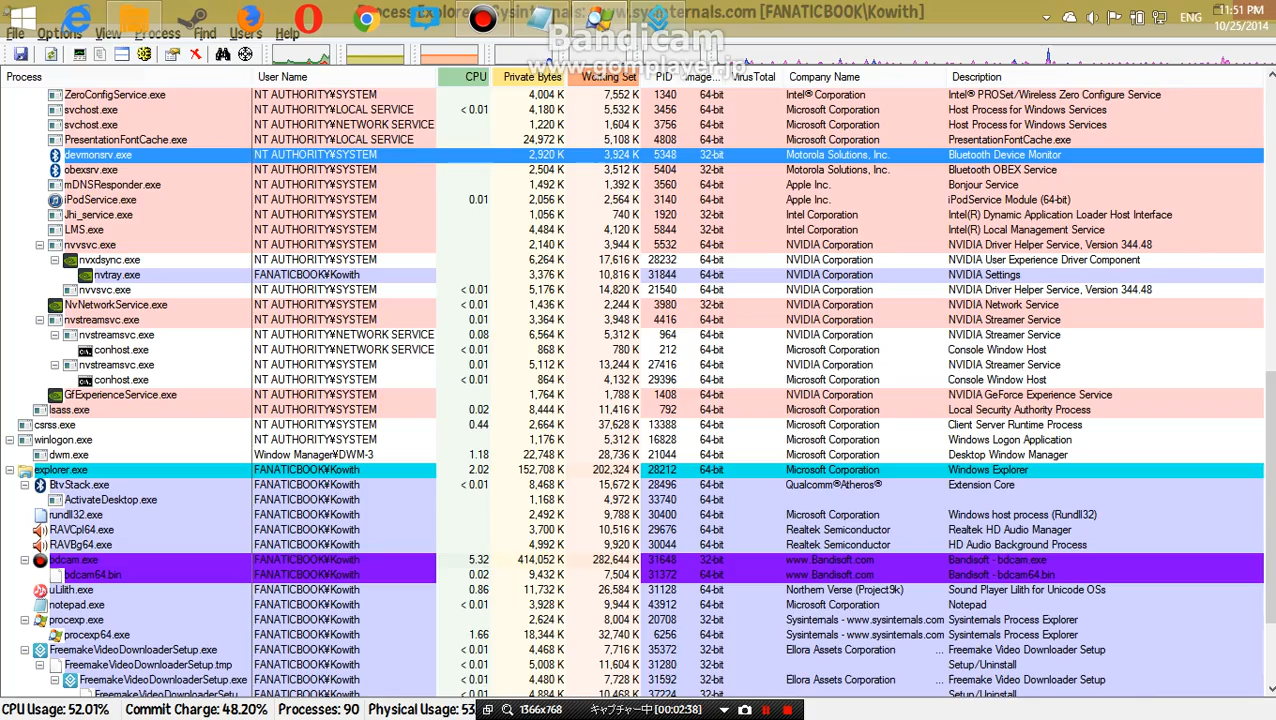 Process Explorer - Sysinternals: www.sysinternals.com [FANATICBOOK\Kowith]
ENG
11:51 PM
10/25/2014
File Options View Process Find Users Help
Bandicam
www.gomplayer.jp
Process User Name CPU Private Bytes Working Set PID Image... VirusTotal Company Name Description
ZeroConfigService.exe NT AUTHORITY¥SYSTEM 4,004 K 7,552 K 1340 64-bit Intel® Corporation Intel® PROSet/Wireless Zero Configure Service
svchost.exe NT AUTHORITY¥LOCAL SERVICE < 0.01 4,180 K 5,532 K 3456 64-bit Microsoft Corporation Host Process for Windows Services
svchost.exe NT AUTHORITY¥NETWORK SERVICE 1,220 K 1,604 K 3756 64-bit Microsoft Corporation Host Process for Windows Services
PresentationFontCache.exe NT AUTHORITY¥LOCAL SERVICE 24,972 K 5,108 K 4808 64-bit Microsoft Corporation PresentationFontCache.exe
devmonsrv.exe NT AUTHORITY¥SYSTEM 2,920 K 3,924 K 5348 32-bit Motorola Solutions, Inc. Bluetooth Device Monitor
obexsrv.exe NT AUTHORITY¥SYSTEM 2,504 K 3,512 K 5404 32-bit Motorola Solutions, Inc. Bluetooth OBEX Service
mDNSResponder.exe NT AUTHORITY¥SYSTEM 1,492 K 1,392 K 3560 64-bit Apple Inc. Bonjour Service
iPodService.exe NT AUTHORITY¥SYSTEM 0.01 2,056 K 2,564 K 3140 64-bit Apple Inc. iPodService Module (64-bit)
Jhi_service.exe NT AUTHORITY¥SYSTEM 1,056 K 740 K 1920 32-bit Intel Corporation Intel(R) Dynamic Application Loader Host Interface
LMS.exe NT AUTHORITY¥SYSTEM 4,484 K 4,120 K 5844 32-bit Intel Corporation Intel(R) Local Management Service
nvvsvc.exe NT AUTHORITY¥SYSTEM 2,140 K 3,944 K 5532 64-bit NVIDIA Corporation NVIDIA Driver Helper Service, Version 344.48
nvxdsync.exe NT AUTHORITY¥SYSTEM 6,264 K 17,616 K 28232 64-bit NVIDIA Corporation NVIDIA User Experience Driver Component
nvtray.exe FANATICBOOK¥Kowith 3,376 K 10,816 K 31844 64-bit NVIDIA Corporation NVIDIA Settings
nvvsvc.exe NT AUTHORITY¥SYSTEM < 0.01 5,176 K 14,820 K 21540 64-bit NVIDIA Corporation NVIDIA Driver Helper Service, Version 344.48
NvNetworkService.exe NT AUTHORITY¥SYSTEM < 0.01 1,436 K 2,244 K 3980 32-bit NVIDIA Corporation NVIDIA Network Service
nvstreamsvc.exe NT AUTHORITY¥SYSTEM 0.01 3,364 K 3,948 K 4416 64-bit NVIDIA Corporation NVIDIA Streamer Service
nvstreamsvc.exe NT AUTHORITY¥NETWORK SERVICE 0.08 6,564 K 5,312 K 964 64-bit NVIDIA Corporation NVIDIA Streamer Service
conhost.exe NT AUTHORITY¥NETWORK SERVICE < 0.01 868 K 780 K 212 64-bit Microsoft Corporation Console Window Host
nvstreamsvc.exe NT AUTHORITY¥SYSTEM 0.01 5,112 K 13,244 K 27416 64-bit NVIDIA Corporation NVIDIA Streamer Service
conhost.exe NT AUTHORITY¥SYSTEM < 0.01 864 K 4,132 K 29396 64-bit Microsoft Corporation Console Window Host
GfExperienceService.exe NT AUTHORITY¥SYSTEM 1,764 K 1,788 K 1408 64-bit NVIDIA Corporation NVIDIA GeForce Experience Service
lsass.exe NT AUTHORITY¥SYSTEM 0.02 8,444 K 11,416 K 792 64-bit Microsoft Corporation Local Security Authority Process
csrss.exe NT AUTHORITY¥SYSTEM 0.44 2,664 K 37,628 K 13388 64-bit Microsoft Corporation Client Server Runtime Process
winlogon.exe NT AUTHORITY¥SYSTEM 1,176 K 5,312 K 16828 64-bit Microsoft Corporation Windows Logon Application
dwm.exe Window Manager¥DWM-3 1.18 22,748 K 28,736 K 21044 64-bit Microsoft Corporation Desktop Window Manager
explorer.exe FANATICBOOK¥Kowith 2.02 152,708 K 202,324 K 28212 64-bit Microsoft Corporation Windows Explorer
BtvStack.exe FANATICBOOK¥Kowith < 0.01 8,468 K 15,672 K 28496 64-bit Qualcomm®Atheros® Extension Core
ActivateDesktop.exe FANATICBOOK¥Kowith 1,168 K 4,972 K 33740 64-bit
rundll32.exe FANATICBOOK¥Kowith 2,488 K 9,788 K 30400 64-bit Microsoft Corporation Windows host process (Rundll32)
RAVCpl64.exe FANATICBOOK¥Kowith 3,700 K 10,516 K 29676 64-bit Realtek Semiconductor Realtek HD Audio Manager
RAVBg64.exe FANATICBOOK¥Kowith 4,992 K 9,920 K 30044 64-bit Realtek Semiconductor HD Audio Background Process
bdcam.exe FANATICBOOK¥Kowith 5.32 414,052 K 282,644 K 31648 32-bit www.Bandisoft.com Bandisoft - bdcam.exe
bdcam64.bin FANATICBOOK¥Kowith 0.02 9,432 K 7,504 K 31372 64-bit www.Bandisoft.com Bandisoft - bdcam64.bin
uLilith.exe FANATICBOOK¥Kowith 0.86 11,732 K 26,584 K 31128 32-bit Northern Verse (Project9k) Sound Player Lilith for Unicode OSs
notepad.exe FANATICBOOK¥Kowith < 0.01 3,928 K 9,944 K 43912 64-bit Microsoft Corporation Notepad
procexp.exe FANATICBOOK¥Kowith 2,624 K 8,004 K 20708 32-bit Sysinternals - www.sysinternals.com Sysinternals Process Explorer
procexp64.exe FANATICBOOK¥Kowith 1.66 18,344 K 32,740 K 6256 64-bit Sysinternals - www.sysinternals.com Sysinternals Process Explorer
FreemakeVideoDownloaderSetup.exe FANATICBOOK¥Kowith < 0.01 4,468 K 7,716 K 35372 32-bit Ellora Assets Corporation ... Freemake Video Downloader Setup
FreemakeVideoDownloaderSetup.tmp FANATICBOOK¥Kowith < 0.01 5,008 K 11,604 K 31280 32-bit Setup/Uninstall
FreemakeVideoDownloaderSetup.exe FANATICBOOK¥Kowith < 0.01 4,480 K 7,728 K 31592 32-bit Ellora Assets Corporation ... Freemake Video Downloader Setup
FreemakeVideoDownloaderSetu... FANATICBOOK¥Kowith < 0.01 4,884 K 10,468 K 37224 32-bit Setup/Uninstall
CPU Usage: 52.01% Commit Charge: 48.20% Processes: 90 Physical Usage: 53
1366x768 キャプチャー中 [00:02:38]